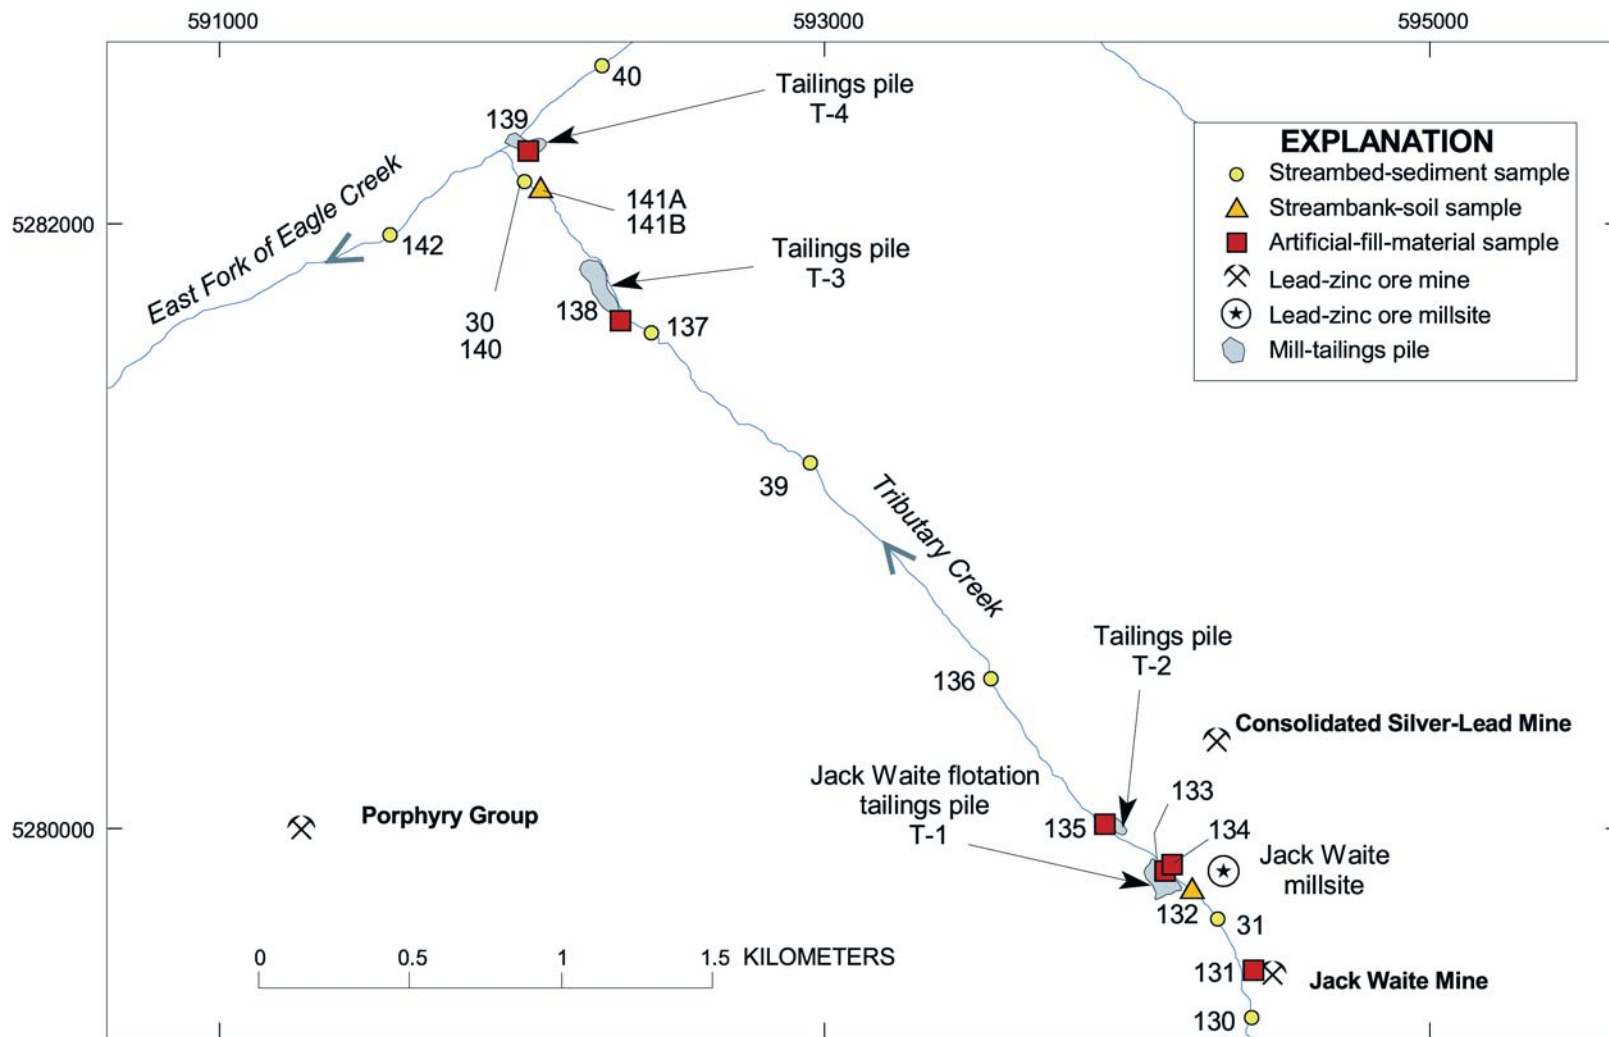 591000
593000
595000
40
Tailings pile
T-4
139
EXPLANATION
Streambed-sediment sample
Streambank-soil sample
Artificial-fill-material sample
Lead-zinc ore mine
Lead-zinc ore millsite
Mill-tailings pile
East Fork of Eagle Creek
141A
141B
5282000
142
Tailings pile
T-3
138
137
30
140
39
Tributary Creek
Tailings pile
T-2
136
Consolidated Silver-Lead Mine
Jack Waite flotation
tailings pile
T-1
133
Porphyry Group
5280000
135
134
Jack Waite
millsite
132
31
0 0.5 1 1.5 KILOMETERS
131
Jack Waite Mine
130